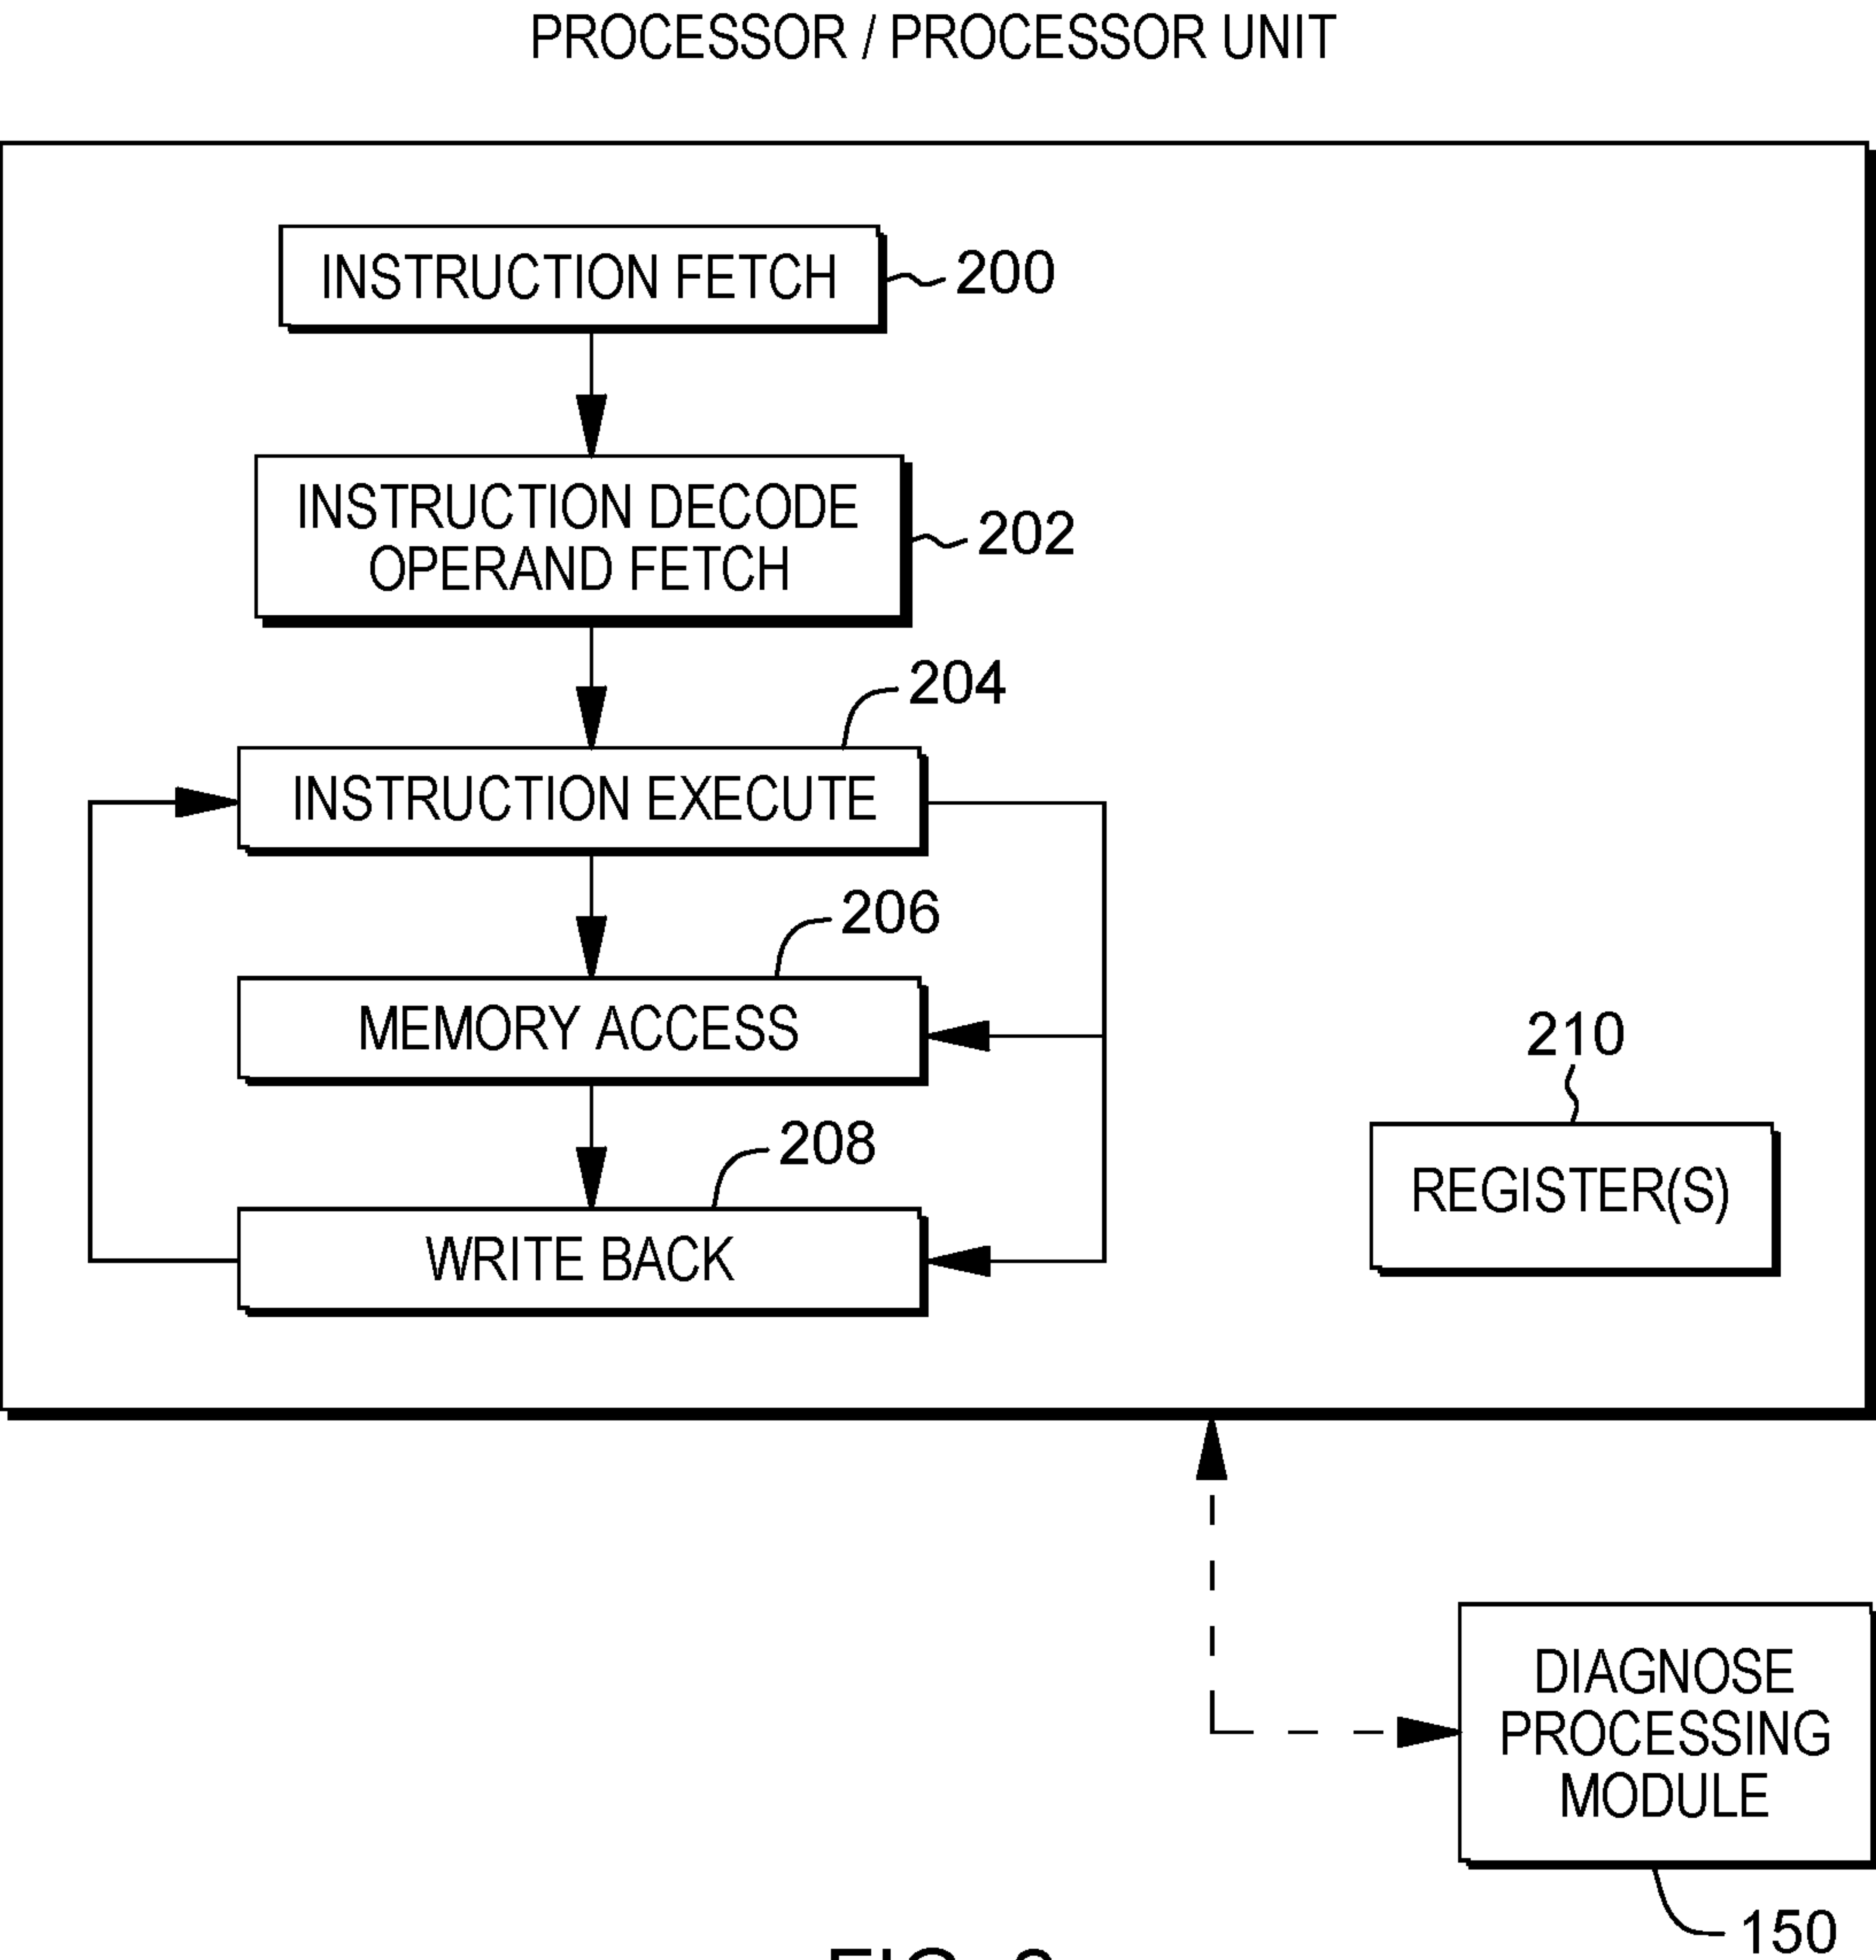 PROCESSOR / PROCESSOR UNIT
INSTRUCTION FETCH
200
INSTRUCTION DECODE
OPERAND FETCH
202
204
INSTRUCTION EXECUTE
206
MEMORY ACCESS
208
WRITE BACK
210
REGISTER(S)
DIAGNOSE
PROCESSING
MODULE
150
FIG.